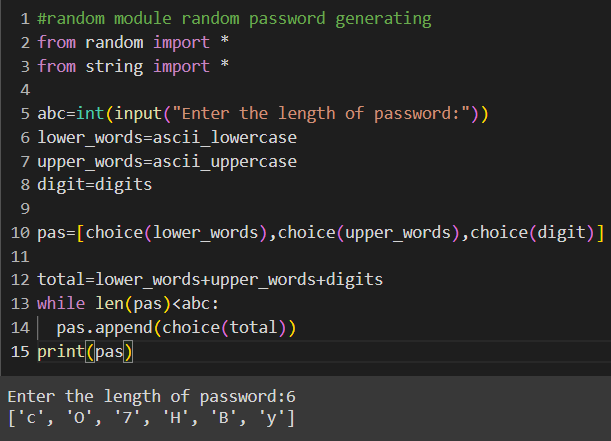 1 #random module random password generating
2 from random import *
3 from string import *
4
5 abc=int(input("Enter the length of password:"))
6 lower_words=ascii_lowercase
7 upper_words=ascii_uppercase
8 digit=digits
9
10 pas=[choice(lower_words),choice(upper_words),choice(digit)]
11
12 total=lower_words+upper_words+digits
13 while len(pas)<abc:
14 pas.append(choice(total))
15 print(pas)
Enter the length of password:6
['c', 'O', '7', 'H', 'B', 'y']